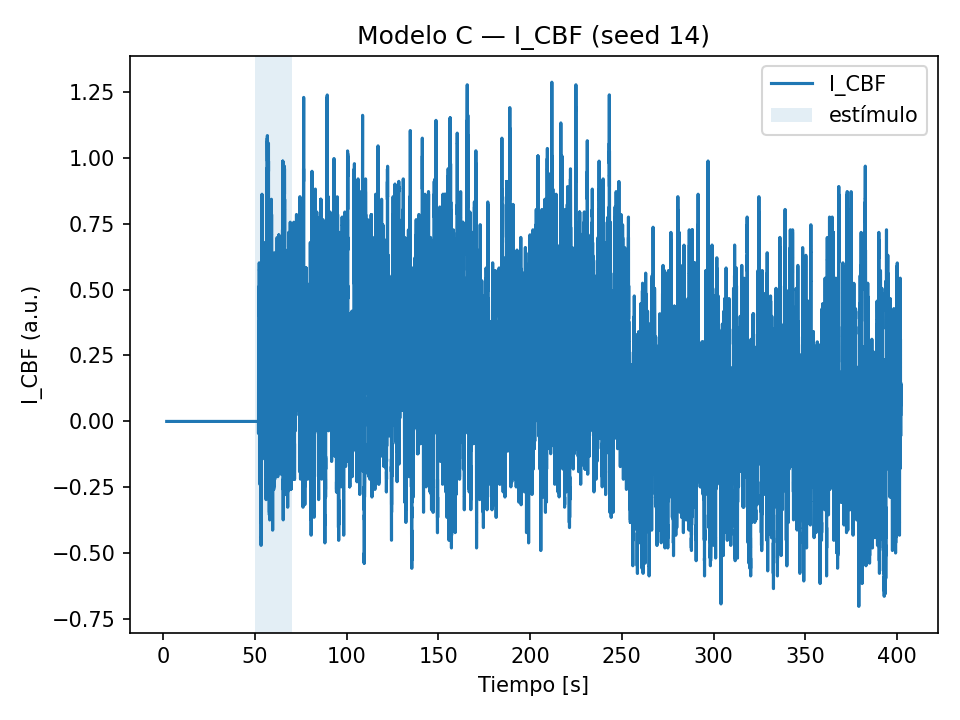 Modelo C — I_CBF (seed 14)
I_CBF
estímulo
I_CBF (a.u.)
1.25
1.00
0.75
0.50
0.25
0.00
−0.25
−0.50
−0.75
0 50 100 150 200 250 300 350 400
Tiempo [s]